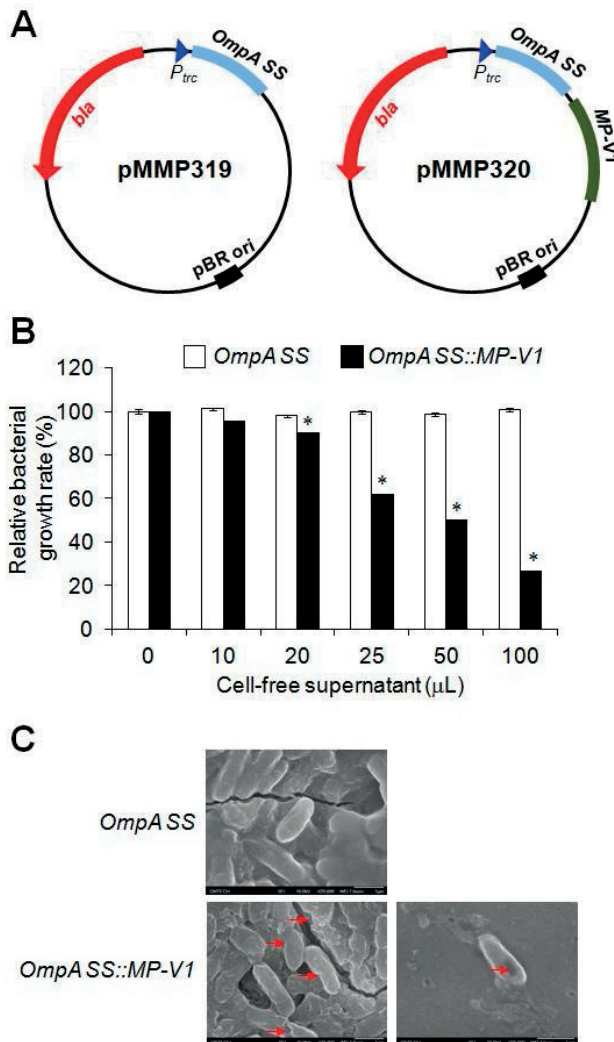 A
bla
P trc
OmpA SS
pMMP319
pBR ori
bla
P trc
OmpA SS
MP-V1
pMMP320
pBR ori
B
OmpA SS
OmpA SS::MP-V1
Relative bacterial
growth rate (%)
120
100
80
60
40
20
0
*
*
*
*
0 10 20 25 50 100
Cell-free supernatant (μL)
C
OmpA SS
OmpA SS::MP-V1